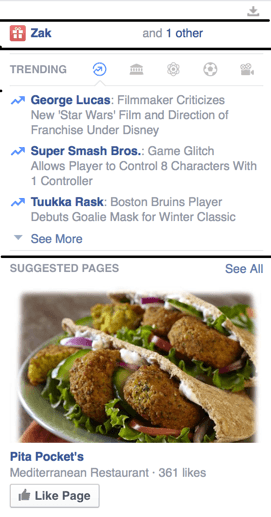 Zak and 1 other
TRENDING
George Lucas: Filmmaker Criticizes
New 'Star Wars' Film and Direction of
Franchise Under Disney
Super Smash Bros.: Game Glitch
Allows Player to Control 8 Characters With
1 Controller
Tuukka Rask: Boston Bruins Player
Debuts Goalie Mask for Winter Classic
See More
SUGGESTED PAGES See All
Pita Pocket's
Mediterranean Restaurant · 361 likes
Like Page